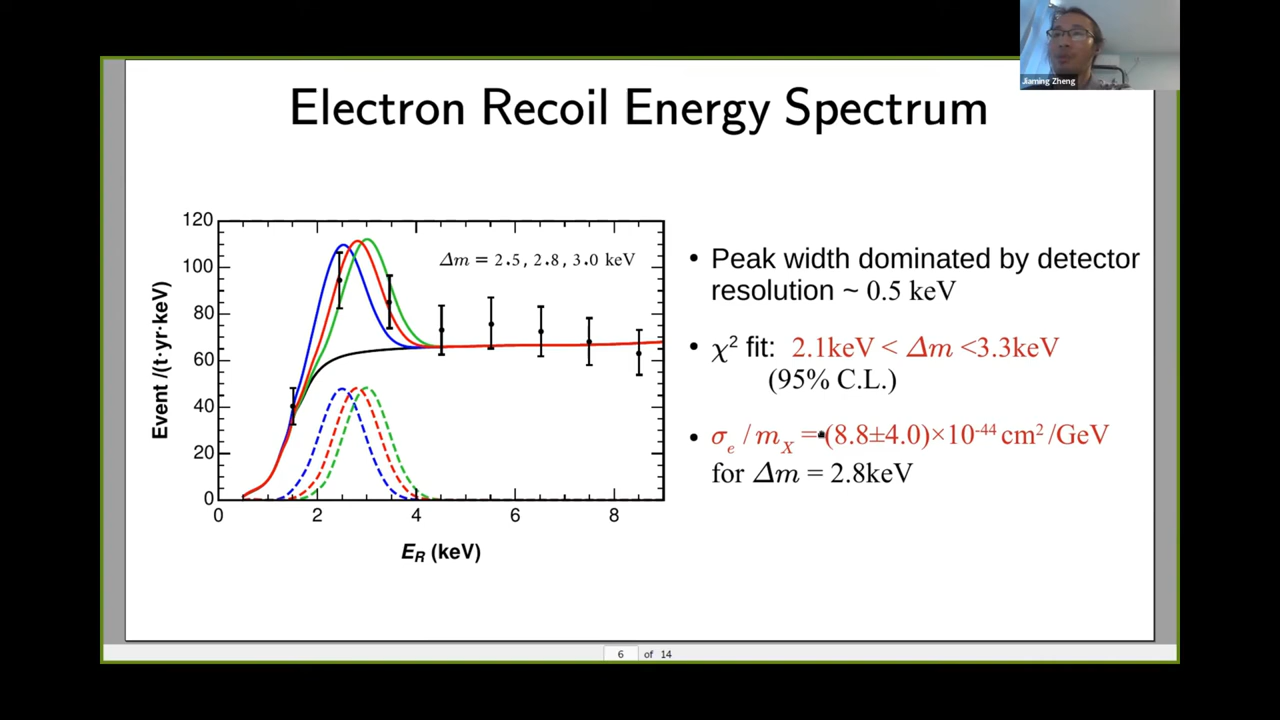 Jiaming Zheng
Electron Recoil Energy Spectrum
120
100
80
60
40
20
0
Event /(t·yr·keV)
Δm = 2.5, 2.8, 3.0 keV
0 2 4 6 8
E_R (keV)
• Peak width dominated by detector
resolution ~ 0.5 keV
• χ² fit: 2.1keV < Δm <3.3keV
(95% C.L.)
• σ_e / m_X = (8.8±4.0)×10⁻⁴⁴ cm² /GeV
for Δm = 2.8keV
6 of 14